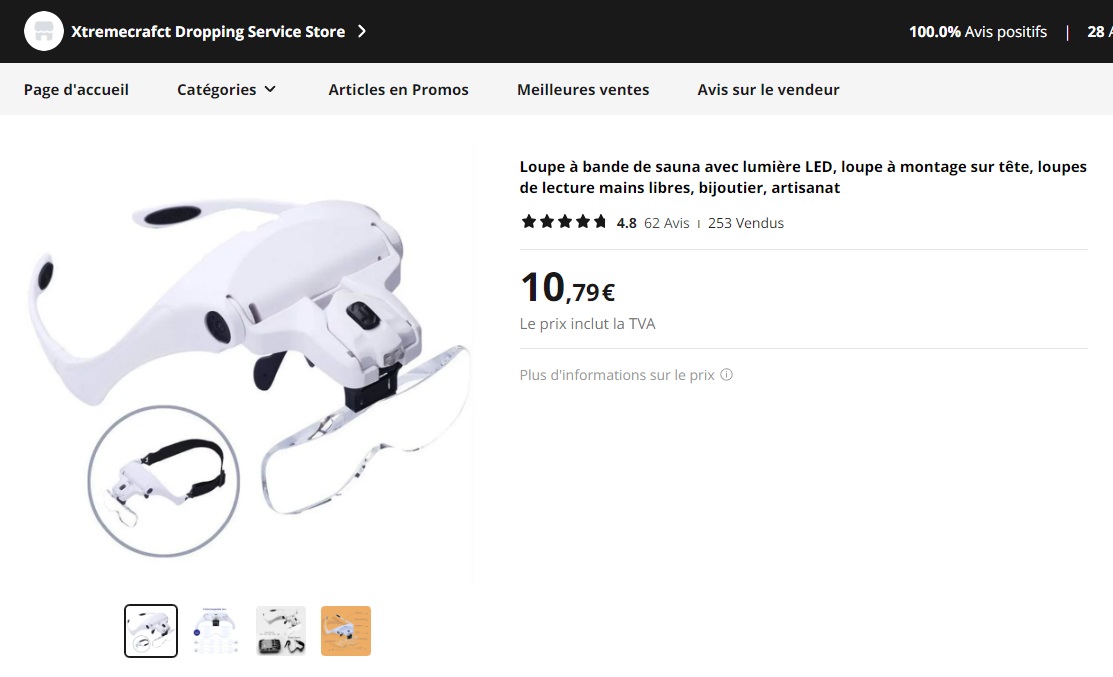 Xtremecrafct Dropping Service Store
100.0% Avis positifs | 28
Page d'accueil Catégories Articles en Promos Meilleures ventes Avis sur le vendeur
Loupe à bande de sauna avec lumière LED, loupe à montage sur tête, loupes
de lecture mains libres, bijoutier, artisanat
4.8 62 Avis 253 Vendus
10,79€
Le prix inclut la TVA
Plus d'informations sur le prix